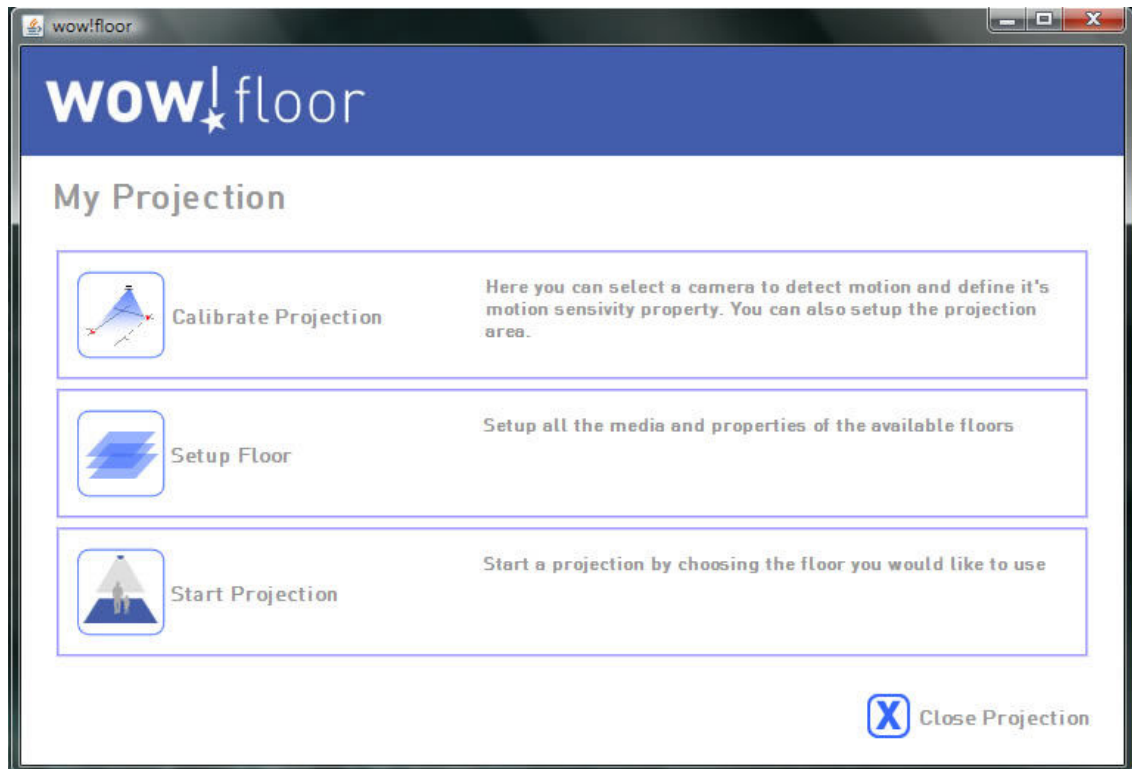 wow!floor
wow! floor
My Projection
Calibrate Projection
Here you can select a camera to detect motion and define it's
motion sensivity property. You can also setup the projection
area.
Setup Floor
Setup all the media and properties of the available floors
Start Projection
Start a projection by choosing the floor you would like to use
X Close Projection